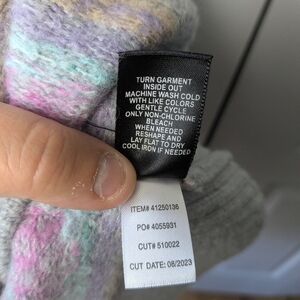 TURN GARMENT
INSIDE OUT
MACHINE WASH COLD
WITH LIKE COLORS
GENTLE CYCLE
ONLY NON-CHLORINE
BLEACH
WHEN NEEDED
RESHAPE AND
LAY FLAT TO DRY
COOL IRON IF NEEDED
ITEM# 41250136
PO# 4055931
CUT# 510022
CUT DATE: 08/2023